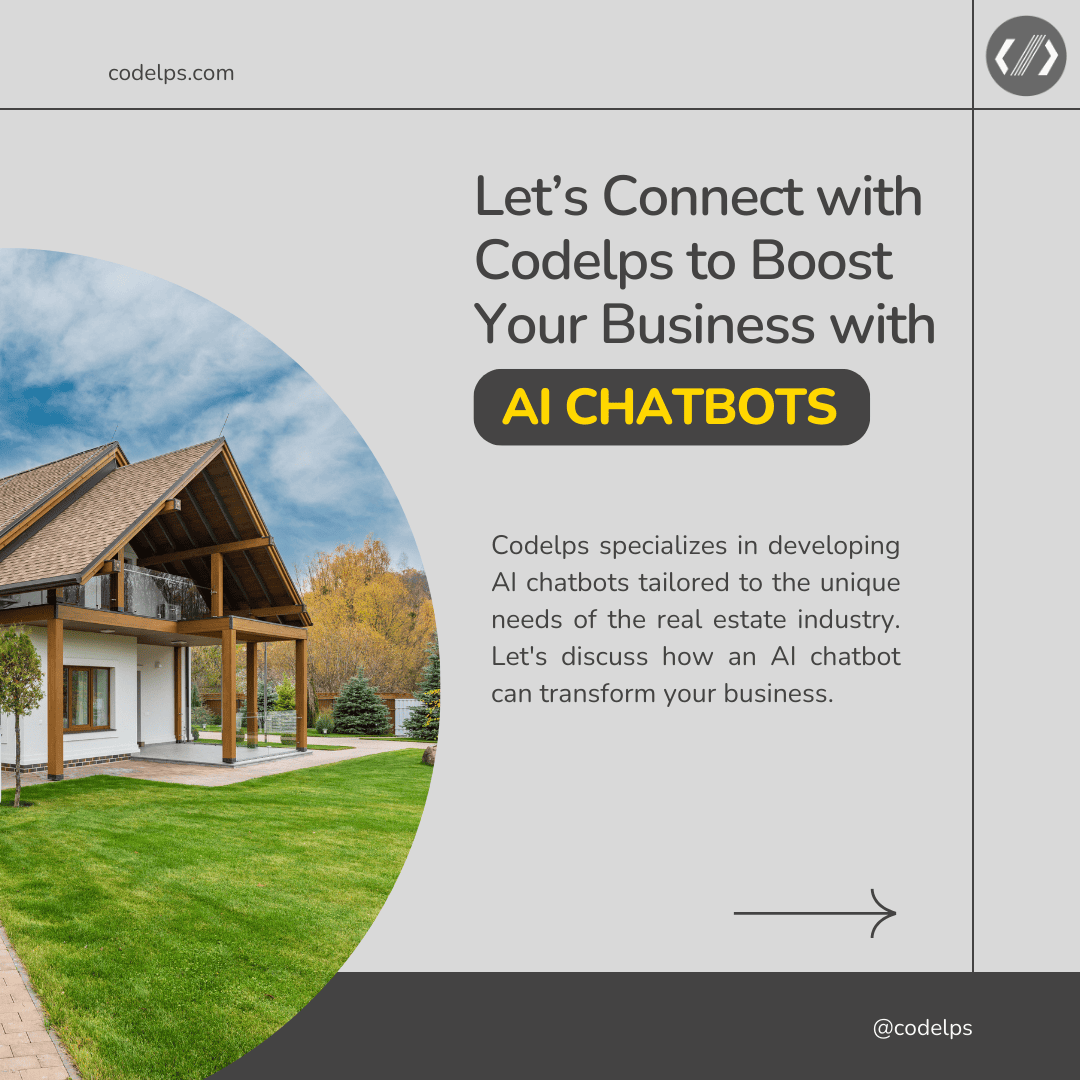 codelps.com
Let’s Connect with
Codelps to Boost
Your Business with
AI CHATBOTS
Codelps specializes in developing
AI chatbots tailored to the unique
needs of the real estate industry.
Let's discuss how an AI chatbot
can transform your business.
@codelps